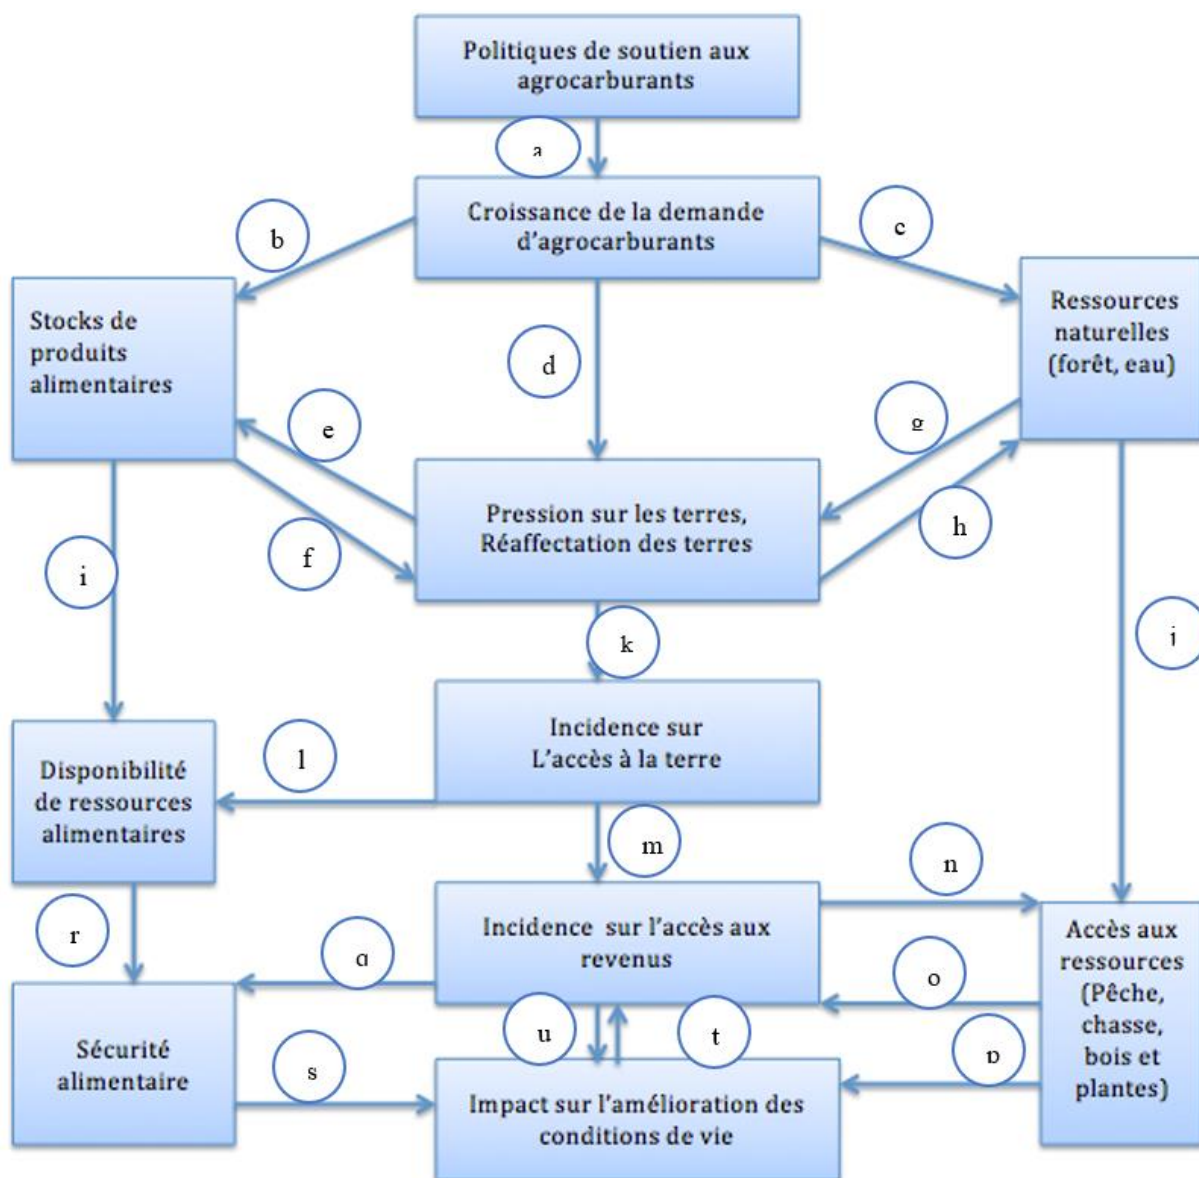 Politiques de soutien aux
agrocarburants
a
Croissance de la demande
d'agrocarburants
b
c
Stocks de
produits
alimentaires
Ressources
naturelles
(forêt, eau)
d
e
g
f
h
Pression sur les terres,
Réaffectation des terres
i
j
k
Incidence sur
L'accès à la terre
l
Disponibilité
de ressources
alimentaires
m
n
r
Incidence sur l'accès aux
revenus
q
o
Accès aux
ressources
(Pêche,
chasse,
bois et
plantes)
u
t
p
Sécurité
alimentaire
s
Impact sur l'amélioration des
conditions de vie